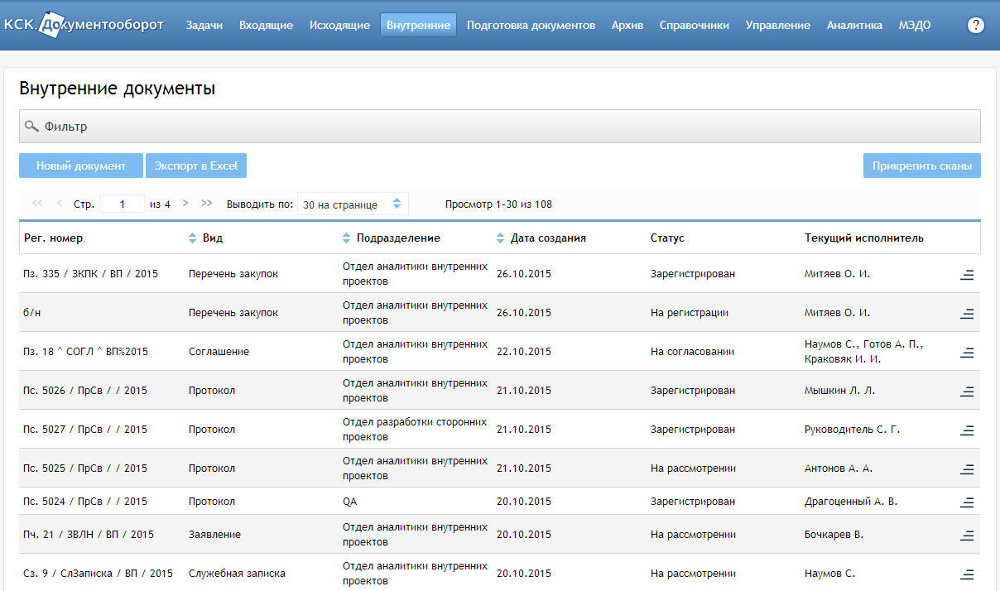 КСК.Документооборот Задачи Входящие Исходящие Внутренние Подготовка документов Архив Справочники Управление Аналитика МЭДО ?
Внутренние документы
Фильтр
Новый документ Экспорт в Excel Прикрепить сканы
<< < Стр. 1 из 4 > >> Выводить по: 30 на странице Просмотр 1-30 из 108
Рег. номер Вид Подразделение Дата создания Статус Текущий исполнитель
Пз. 335 / ЗКПК / ВП / 2015 Перечень закупок Отдел аналитики внутренних проектов 26.10.2015 Зарегистрирован Митяев О. И.
б/н Перечень закупок Отдел аналитики внутренних проектов 26.10.2015 На регистрации Митяев О. И.
Пз. 18 ^ СОГЛ ^ ВП%2015 Соглашение Отдел аналитики внутренних проектов 22.10.2015 На согласовании Наумов С., Готов А. П., Краковяк И. И.
Пс. 5026 / ПрСв / / 2015 Протокол Отдел аналитики внутренних проектов 21.10.2015 Зарегистрирован Мышкин Л. Л.
Пс. 5027 / ПрСв / / 2015 Протокол Отдел разработки сторонних проектов 21.10.2015 Зарегистрирован Руководитель С. Г.
Пс. 5025 / ПрСв / / 2015 Протокол Отдел аналитики внутренних проектов 21.10.2015 На рассмотрении Антонов А. А.
Пс. 5024 / ПрСв / / 2015 Протокол QA 20.10.2015 Зарегистрирован Драгоценный А. В.
Пч. 21 / ЗВЛН / ВП / 2015 Заявление Отдел аналитики внутренних проектов 20.10.2015 На рассмотрении Бочкарев В.
Сз. 9 / СлЗаписка / ВП / 2015 Служебная записка Отдел аналитики внутренних проектов 20.10.2015 На рассмотрении Наумов С.